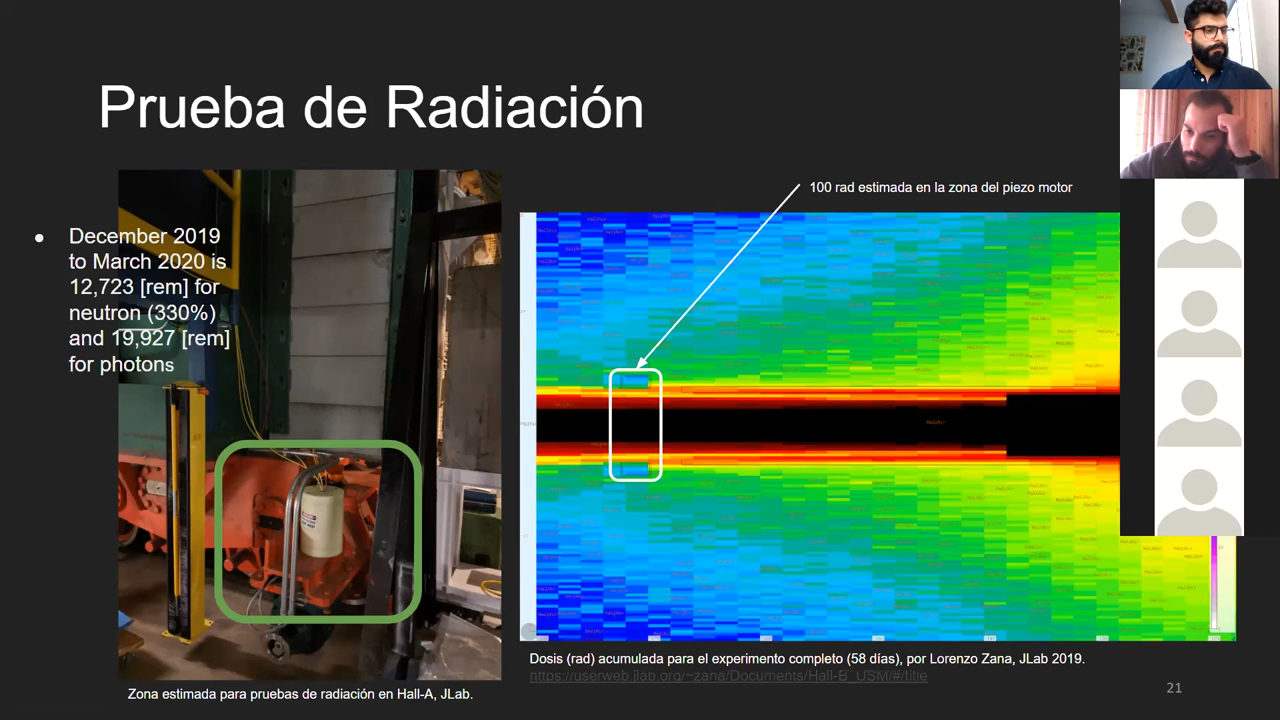 Prueba de Radiación
100 rad estimada en la zona del piezo motor
● December 2019
to March 2020 is
12,723 [rem] for
neutron (330%)
and 19,927 [rem]
for photons
Dosis (rad) acumulada para el experimento completo (58 días), por Lorenzo Zana, JLab 2019.
https://userweb.jlab.org/~zana/Documents/Hall-B_USM/#/title
Zona estimada para pruebas de radiación en Hall-A, JLab.
21